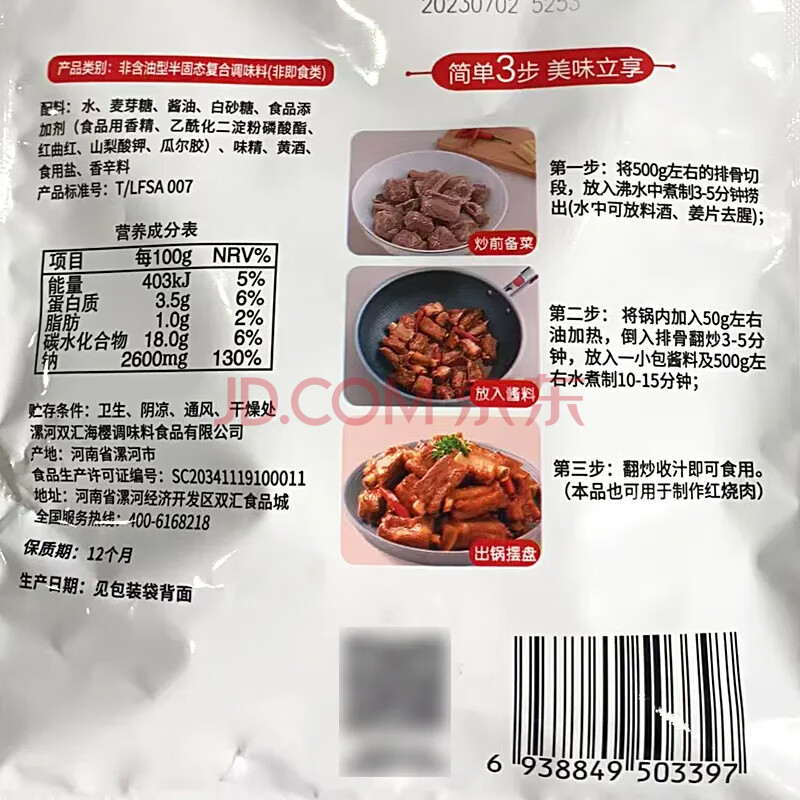 20230702 5253
产品类别：非含油型半固态复合调味料(非即食类)
配料：水、麦芽糖、酱油、白砂糖、食品添
加剂（食品用香精、乙酰化二淀粉磷酸酯、
红曲红、山梨酸钾、瓜尔胶）、味精、黄酒、
食用盐、香辛料
产品标准号：T/LFSA 007
营养成分表
项目 每100g NRV%
能量 403kJ 5%
蛋白质 3.5g 6%
脂肪 1.0g 2%
碳水化合物 18.0g 6%
钠 2600mg 130%
贮存条件：卫生、阴凉、通风、干燥处
漯河双汇海樱调味料食品有限公司
产地：河南省漯河市
食品生产许可证编号：SC20341119100011
地址：河南省漯河经济开发区双汇食品城
全国服务热线：400-6168218
保质期：12个月
生产日期：见包装袋背面
简单3步 美味立享
炒前备菜
第一步：将500g左右的排骨切
段，放入沸水中煮制3-5分钟捞
出(水中可放料酒、姜片去腥)；
放入酱料
第二步：将锅内加入50g左右
油加热，倒入排骨翻炒3-5分
钟，放入一小包酱料及500g左
右水煮制10-15分钟；
出锅摆盘
第三步：翻炒收汁即可食用。
（本品也可用于制作红烧肉）
JD.COM 京东
6 938849 503397